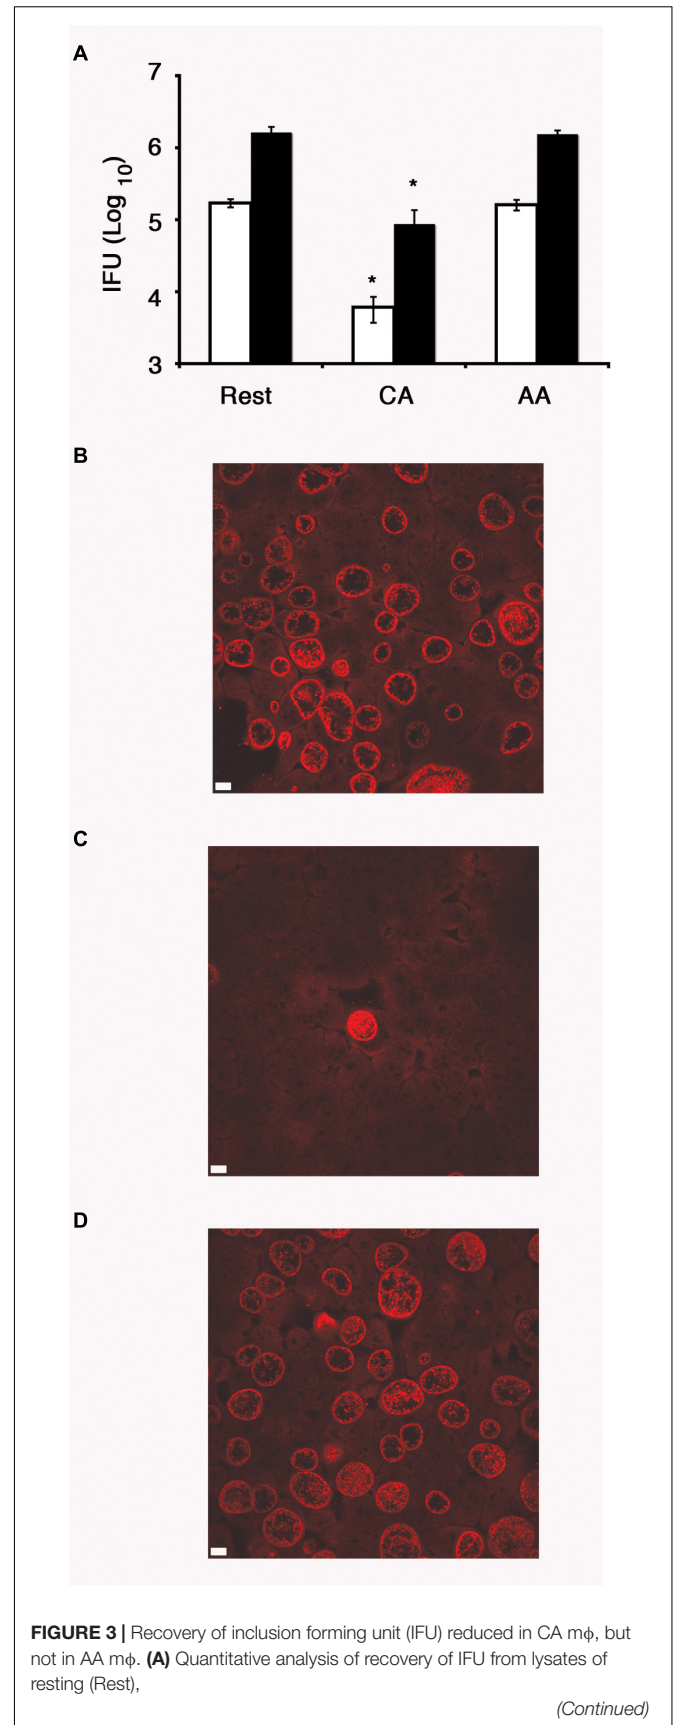 A
7
6
5
4
3
IFU (Log 10)
*
*
Rest CA AA
B
C
D
FIGURE 3 | Recovery of inclusion forming unit (IFU) reduced in CA mϕ, but
not in AA mϕ. (A) Quantitative analysis of recovery of IFU from lysates of
resting (Rest),
(Continued)